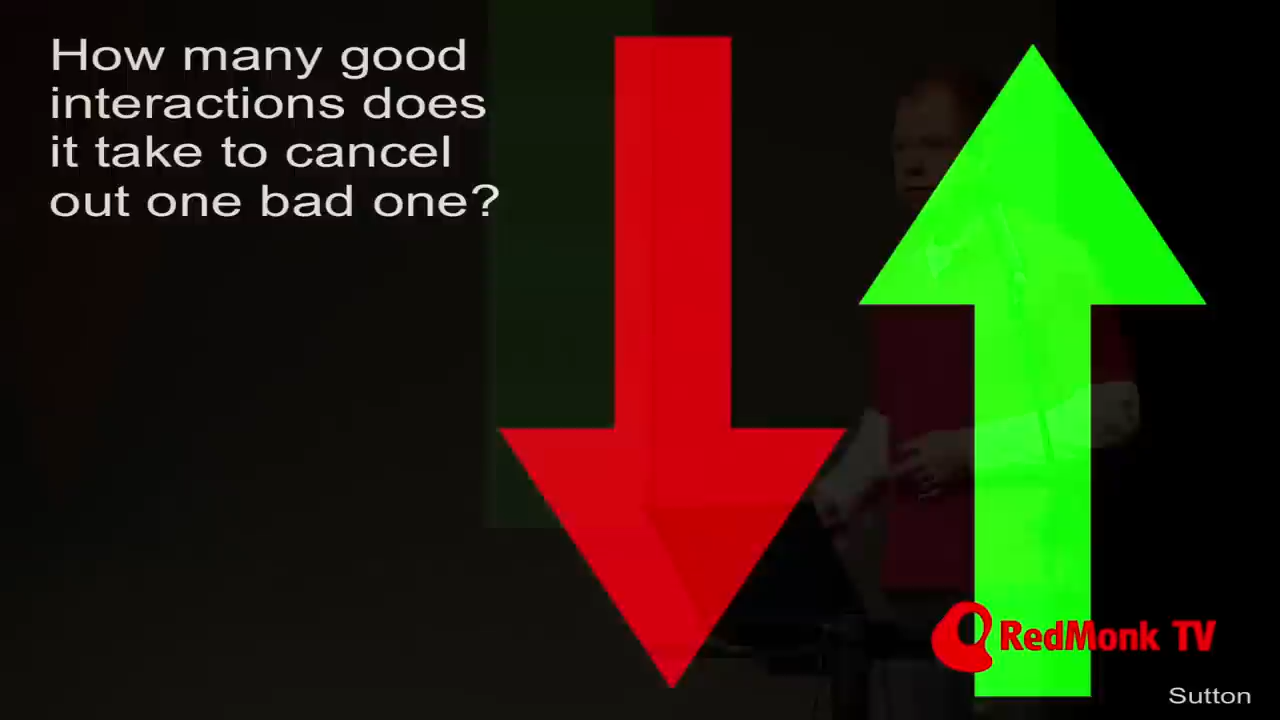 How many good
interactions does
it take to cancel
out one bad one?
RedMonk TV
Sutton